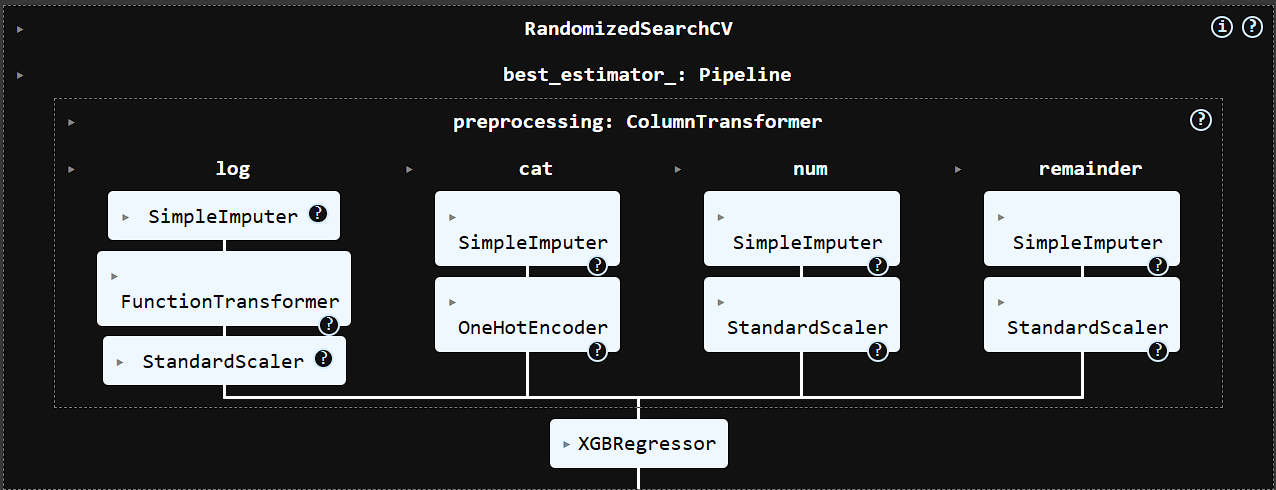 RandomizedSearchCV
i ?
best_estimator_: Pipeline
preprocessing: ColumnTransformer
?
log
cat
num
remainder
SimpleImputer ?
FunctionTransformer
?
StandardScaler ?
SimpleImputer
?
OneHotEncoder
?
SimpleImputer
?
StandardScaler
?
SimpleImputer
?
StandardScaler
?
XGBRegressor